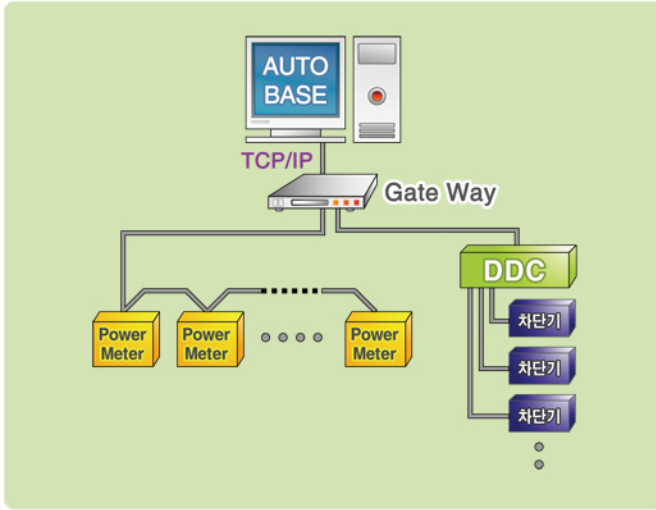 AUTO
BASE
TCP/IP
Gate Way
DDC
차단기
Power
Meter
Power
Meter
Power
Meter
차단기
차단기